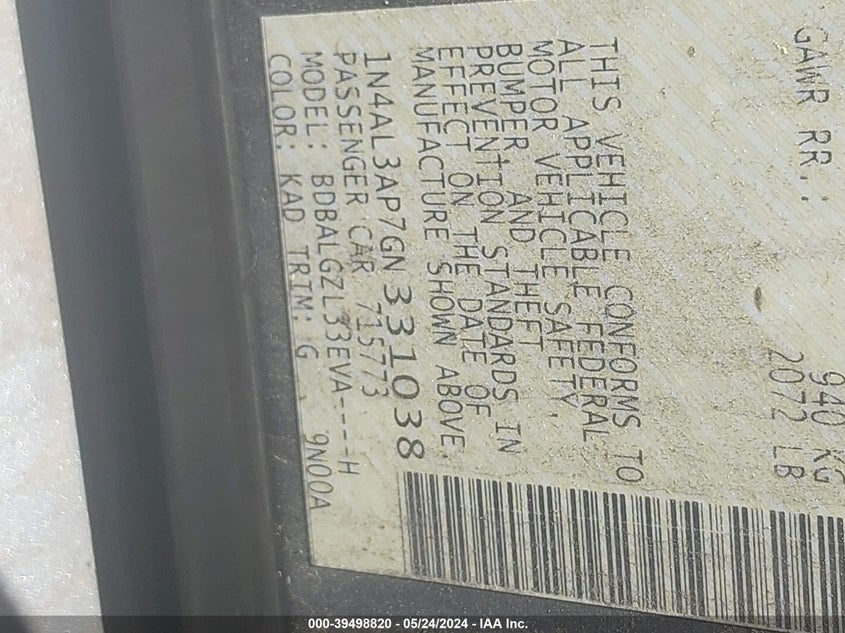 GAWR RR.: 940 KG
2072 LB
THIS VEHICLE CONFORMS TO
ALL APPLICABLE FEDERAL
MOTOR VEHICLE SAFETY,
BUMPER AND THEFT
PREVENTION STANDARDS IN
EFFECT ON THE DATE OF
MANUFACTURE SHOWN ABOVE.
1N4AL3AP7GN331038
PASSENGER CAR 715773
MODEL: BDBALGZL33EVA----H
COLOR: KAD TRIM: G 9N00A
000-39498820 - 05/24/2024 - IAA Inc.